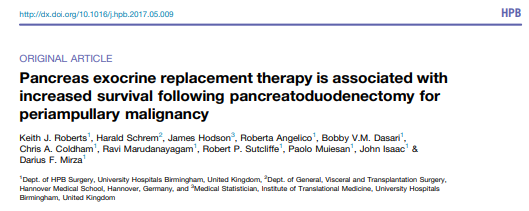 http://dx.doi.org/10.1016/j.hpb.2017.05.009 HPB
ORIGINAL ARTICLE
Pancreas exocrine replacement therapy is associated with
increased survival following pancreatoduodenectomy for
periampullary malignancy
Keith J. Roberts1, Harald Schrem2, James Hodson3, Roberta Angelico1, Bobby V.M. Dasari1,
Chris A. Coldham1, Ravi Marudanayagam1, Robert P. Sutcliffe1, Paolo Muiesan1, John Isaac1 &
Darius F. Mirza1
1Dept. of HPB Surgery, University Hospitals Birmingham, United Kingdom, 2Dept. of General, Visceral and Transplantation Surgery,
Hannover Medical School, Hannover, Germany, and 3Medical Statistician, Institute of Translational Medicine, University Hospitals
Birmingham, United Kingdom